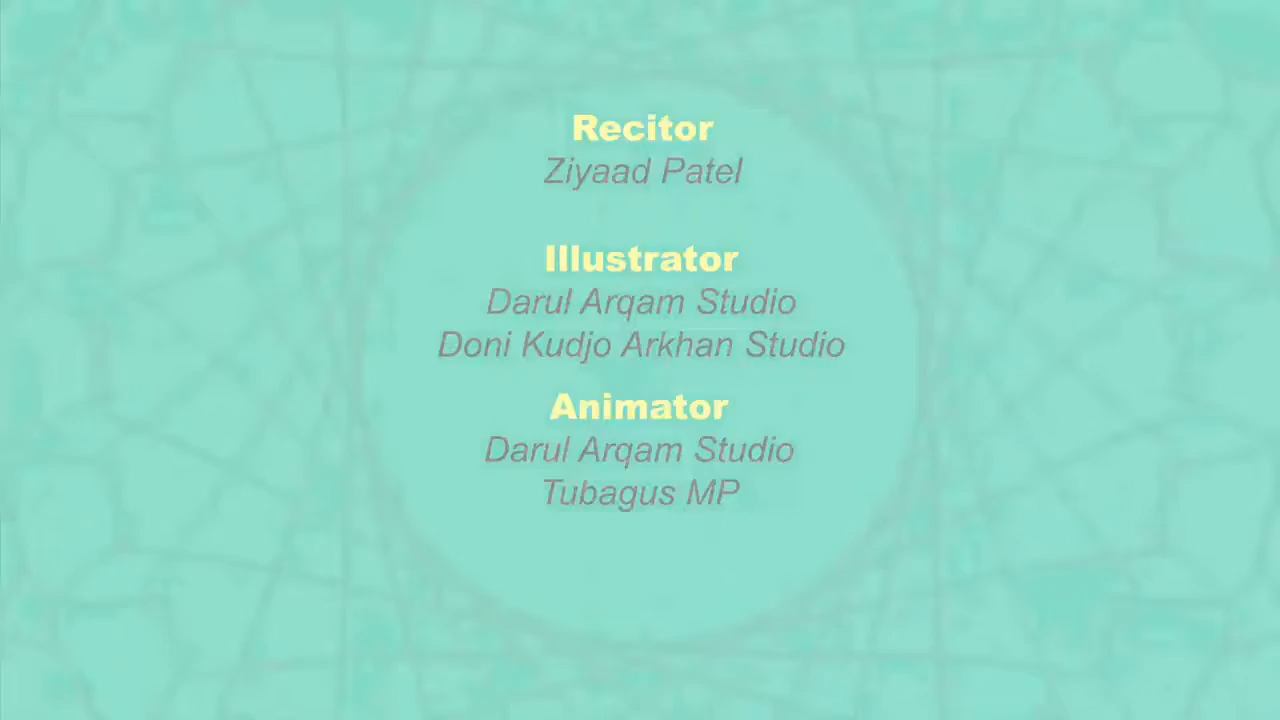 Recitor
Ziyaad Patel
Illustrator
Darul Arqam Studio
Doni Kudjo Arkhan Studio
Animator
Darul Arqam Studio
Tubagus MP